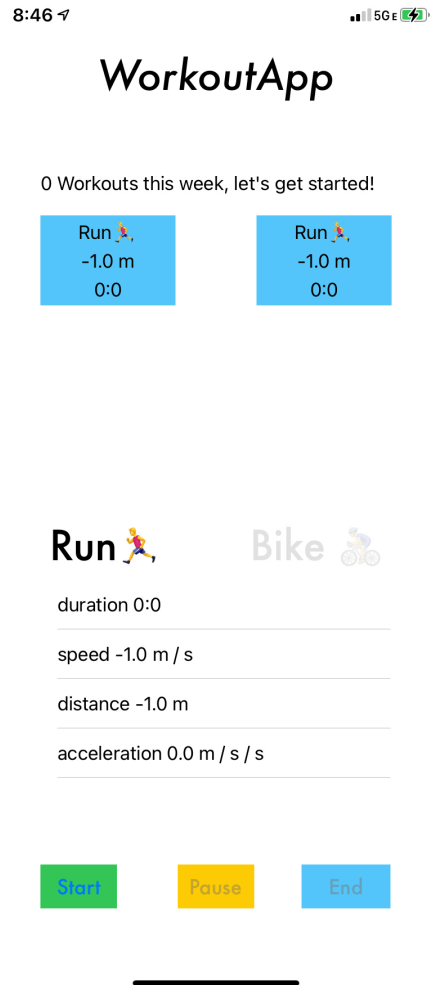 8:46 5GE
WorkoutApp
0 Workouts this week, let's get started!
Run🏃 Run🏃
-1.0 m -1.0 m
0:0 0:0
Run🏃 Bike 🚴
duration 0:0
speed -1.0 m / s
distance -1.0 m
acceleration 0.0 m / s / s
Start Pause End